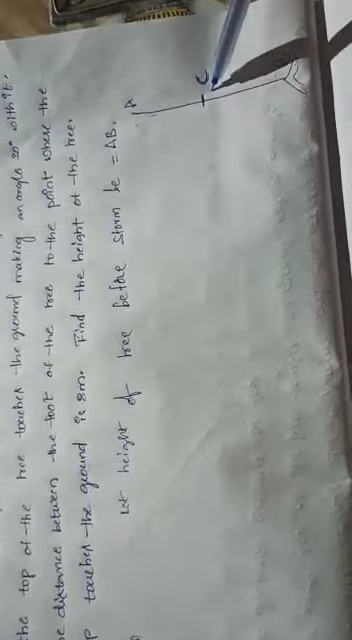 the top of the tree touches the ground making an angle 30° with it.
distance between the foot of the tree to the point where the
touches the ground is 8m. Find the height of the tree.
Let height of tree before storm be = AB.
A
C